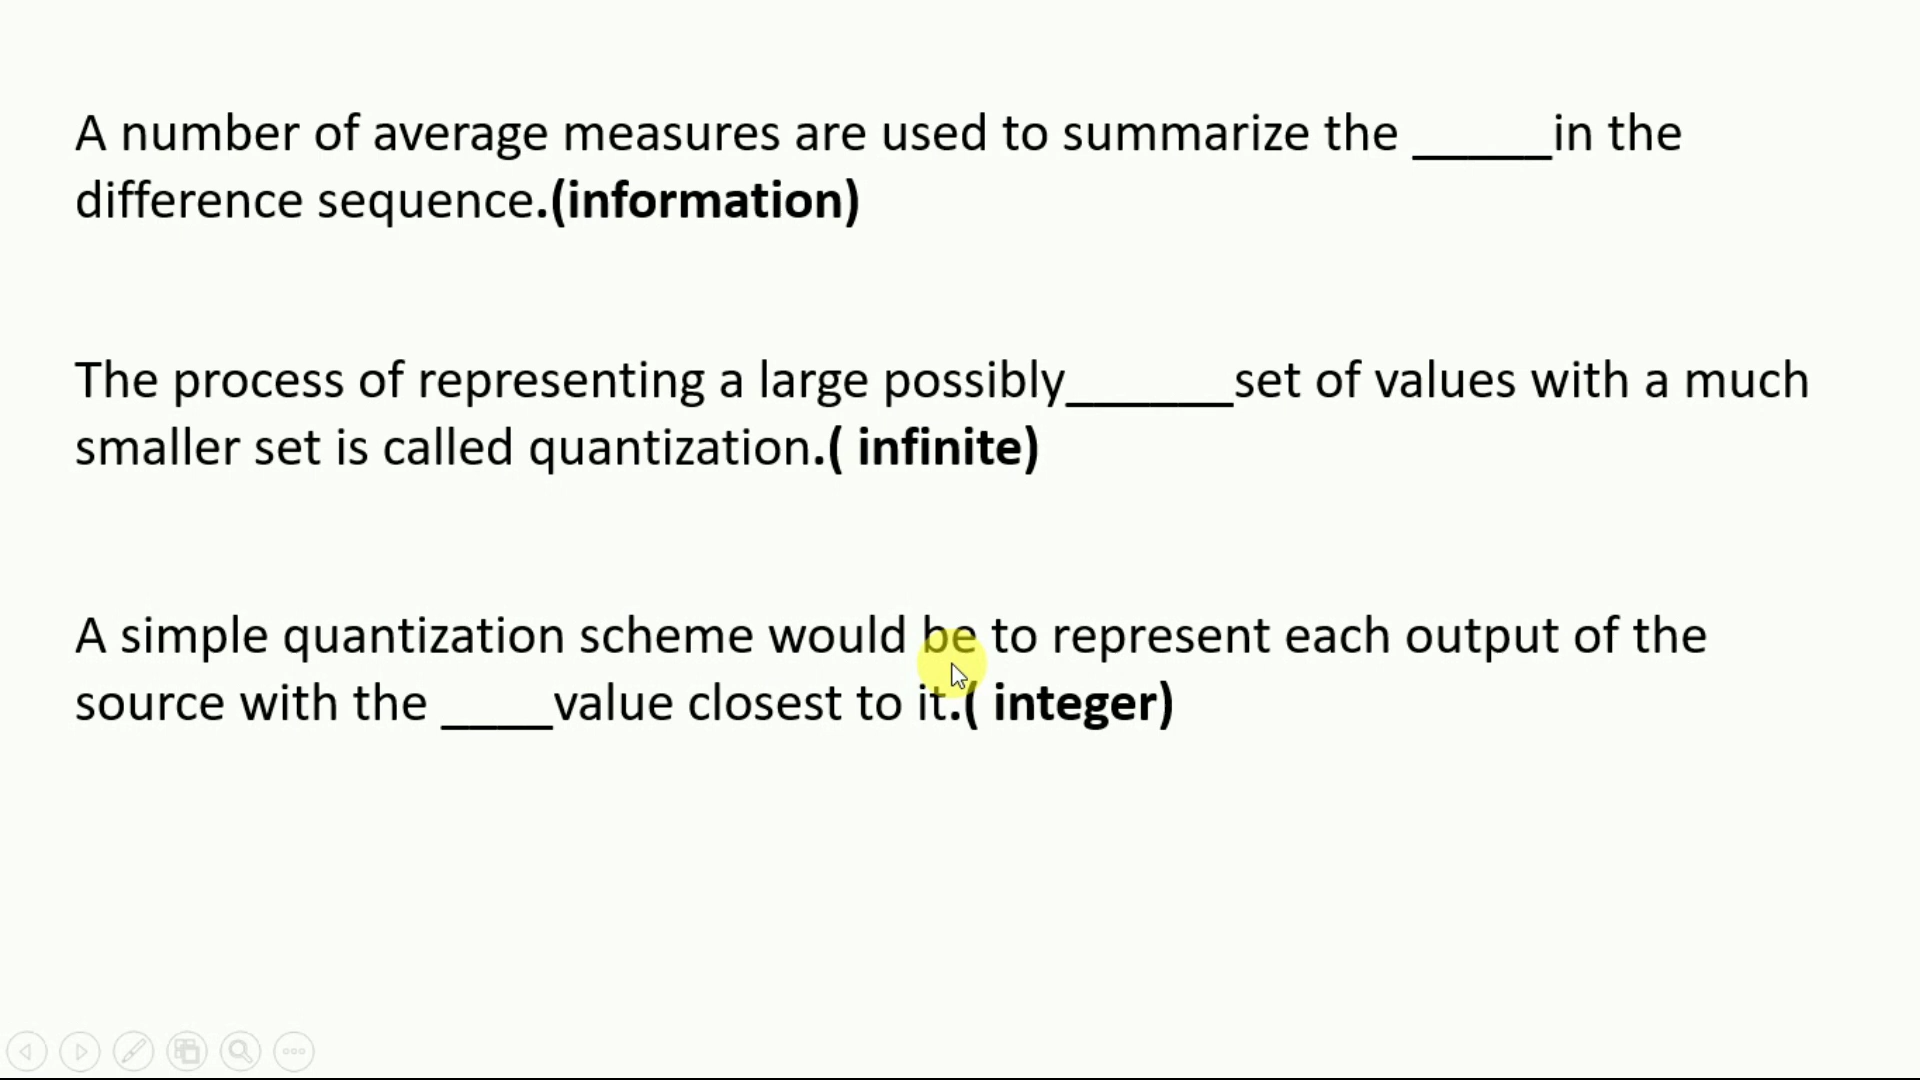 A number of average measures are used to summarize the _____in the
difference sequence.(information)
The process of representing a large possibly______set of values with a much
smaller set is called quantization.( infinite)
A simple quantization scheme would be to represent each output of the
source with the ____value closest to it.( integer)